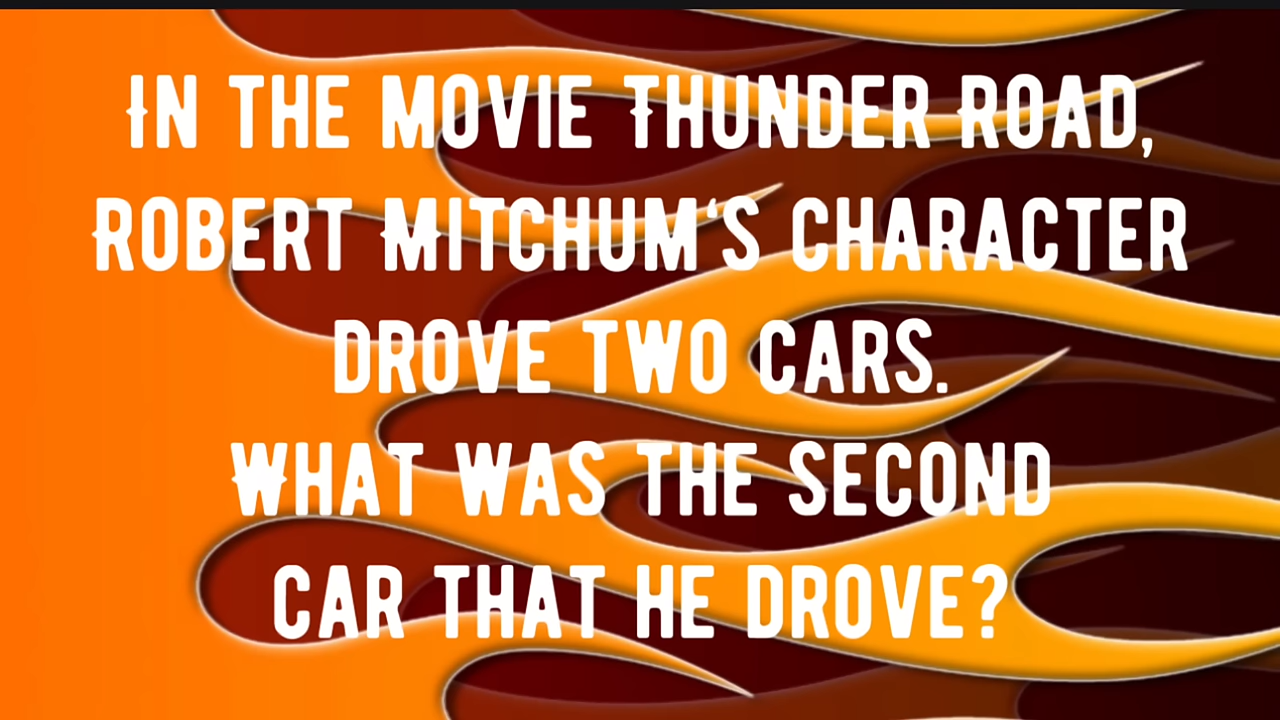 In the movie Thunder Road,
Robert Mitchum's character
drove two cars.
What was the second
car that he drove?